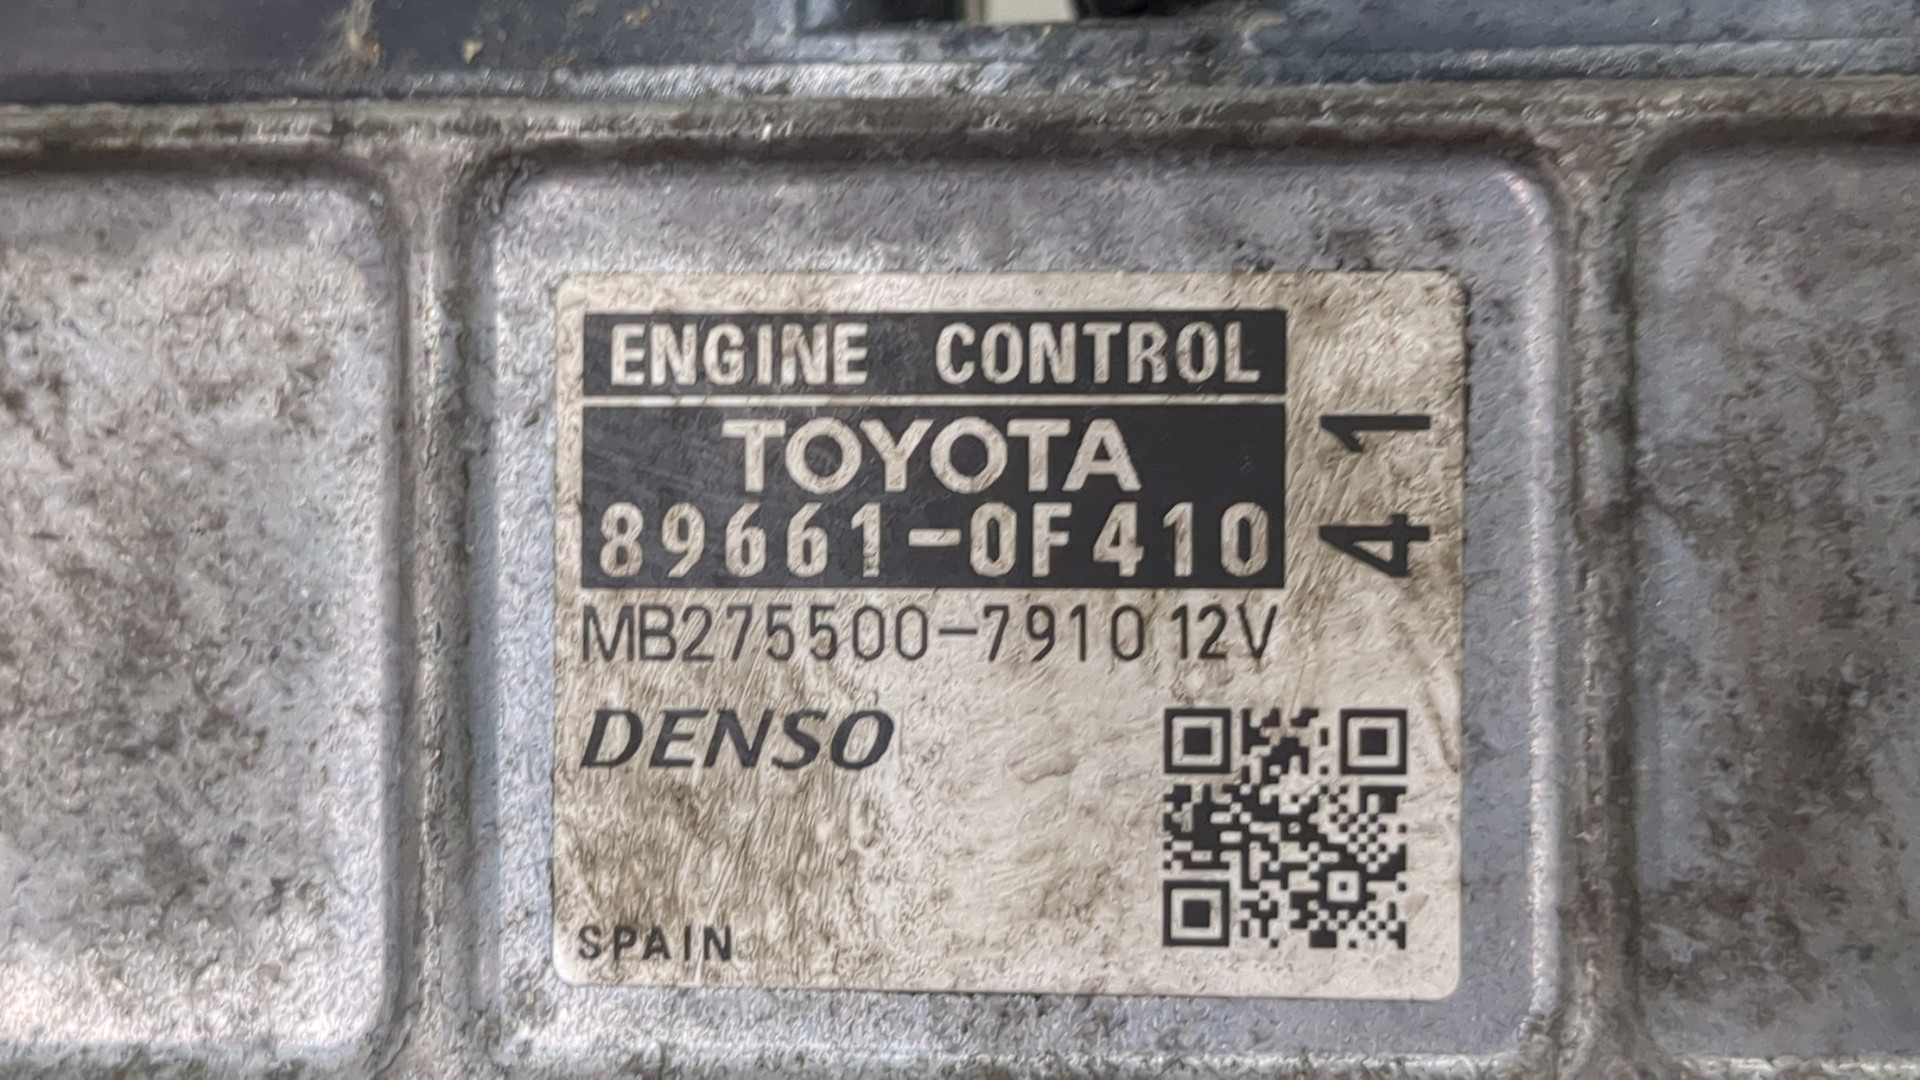 ENGINE CONTROL
TOYOTA
89661-0F410
MB275500-7910 12V
DENSO
SPAIN
41